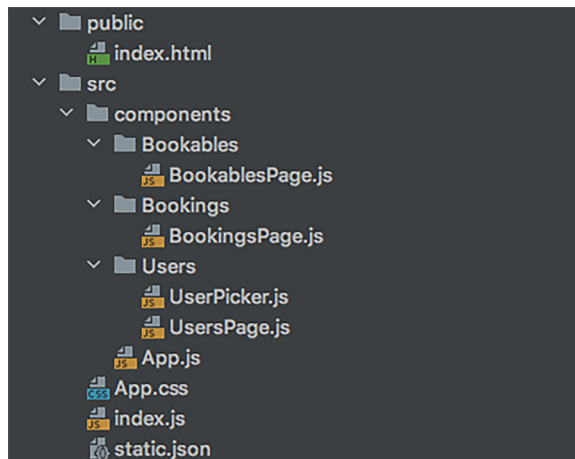 public
index.html
src
components
Bookables
BookablesPage.js
Bookings
BookingsPage.js
Users
UserPicker.js
UsersPage.js
App.js
App.css
index.js
static.json